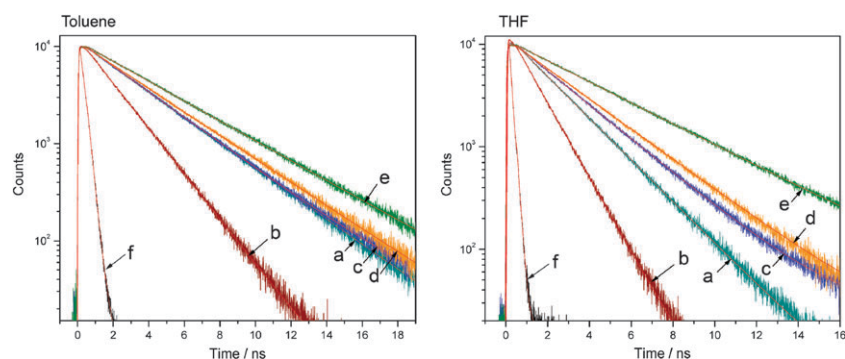 Toluene
10⁴
10³
10²
Counts
a
b
c
d
e
f
0 2 4 6 8 10 12 14 16 18
Time / ns
THF
10⁴
10³
10²
Counts
a
b
c
d
e
f
0 2 4 6 8 10 12 14 16
Time / ns